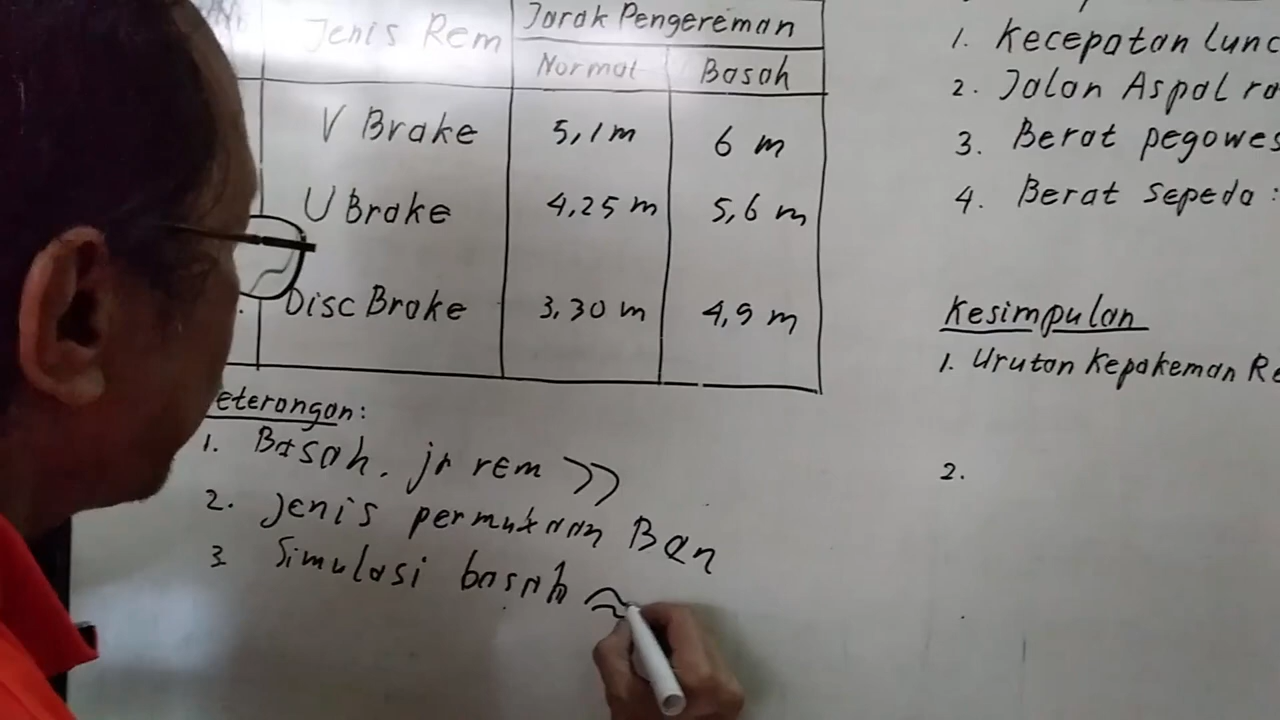 Jenis Rem
Jarak Pengereman
Normal
Basah
V Brake
5,1 m
6 m
U Brake
4,25 m
5,6 m
Disc Brake
3,30 m
4,9 m
eterangan:
1. Basah. jr rem >>
2. Jenis permukaan Ban
3 Simulasi basah ≈
1. Kecepatan lunc
2. Jalan Aspal ra
3. Berat pegowes
4. Berat Sepeda :
Kesimpulan
1. Urutan Kepakeman Re
2.